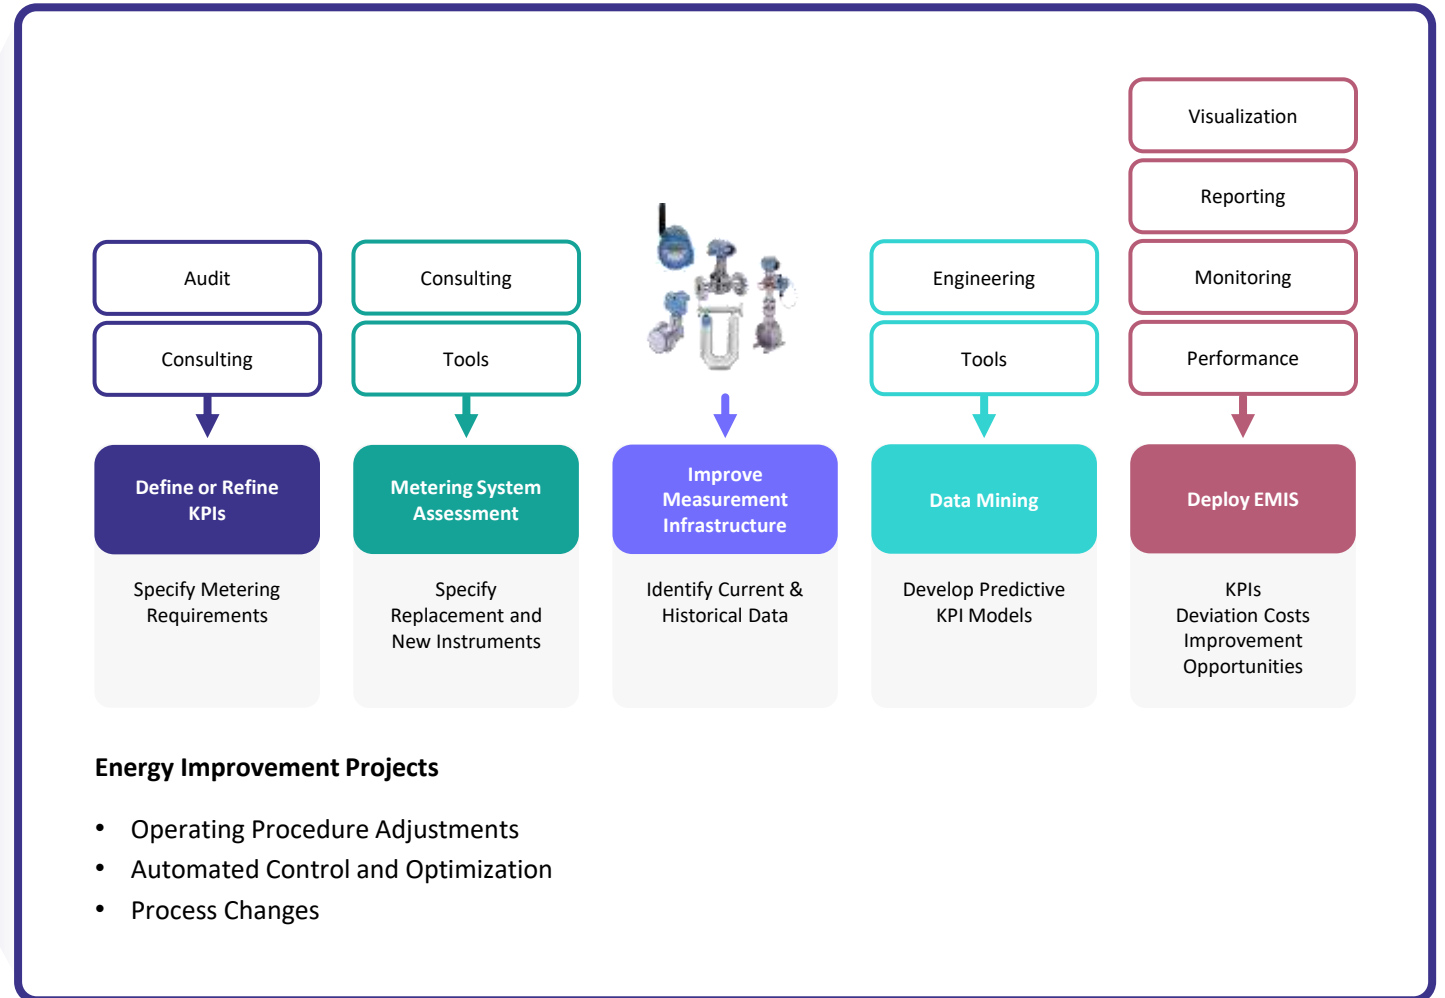 Visualization
Reporting
Audit
Consulting
Engineering
Monitoring
Consulting
Tools
Tools
Performance
Define or Refine
KPIs
Metering System
Assessment
Improve
Measurement
Infrastructure
Data Mining
Deploy EMIS
Specify Metering
Requirements
Specify
Replacement and
New Instruments
Identify Current &
Historical Data
Develop Predictive
KPI Models
KPIs
Deviation Costs
Improvement
Opportunities
Energy Improvement Projects
• Operating Procedure Adjustments
• Automated Control and Optimization
• Process Changes